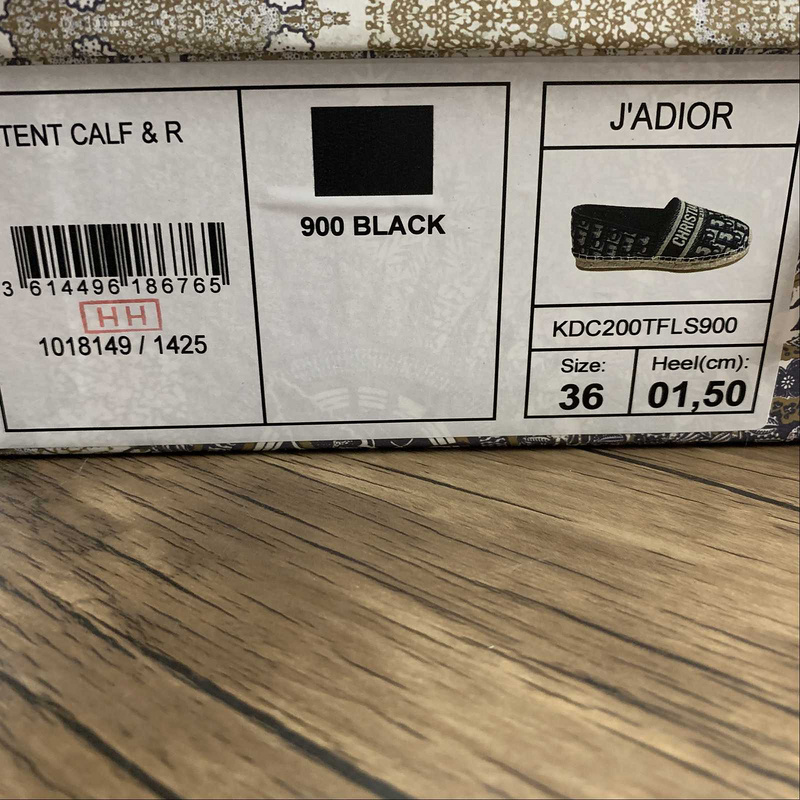 TENT CALF & R
3 614496 186765
HH
1018149 / 1425
900 BLACK
J'ADIOR
KDC200TFLS900
Size:
36
Heel(cm):
01,50